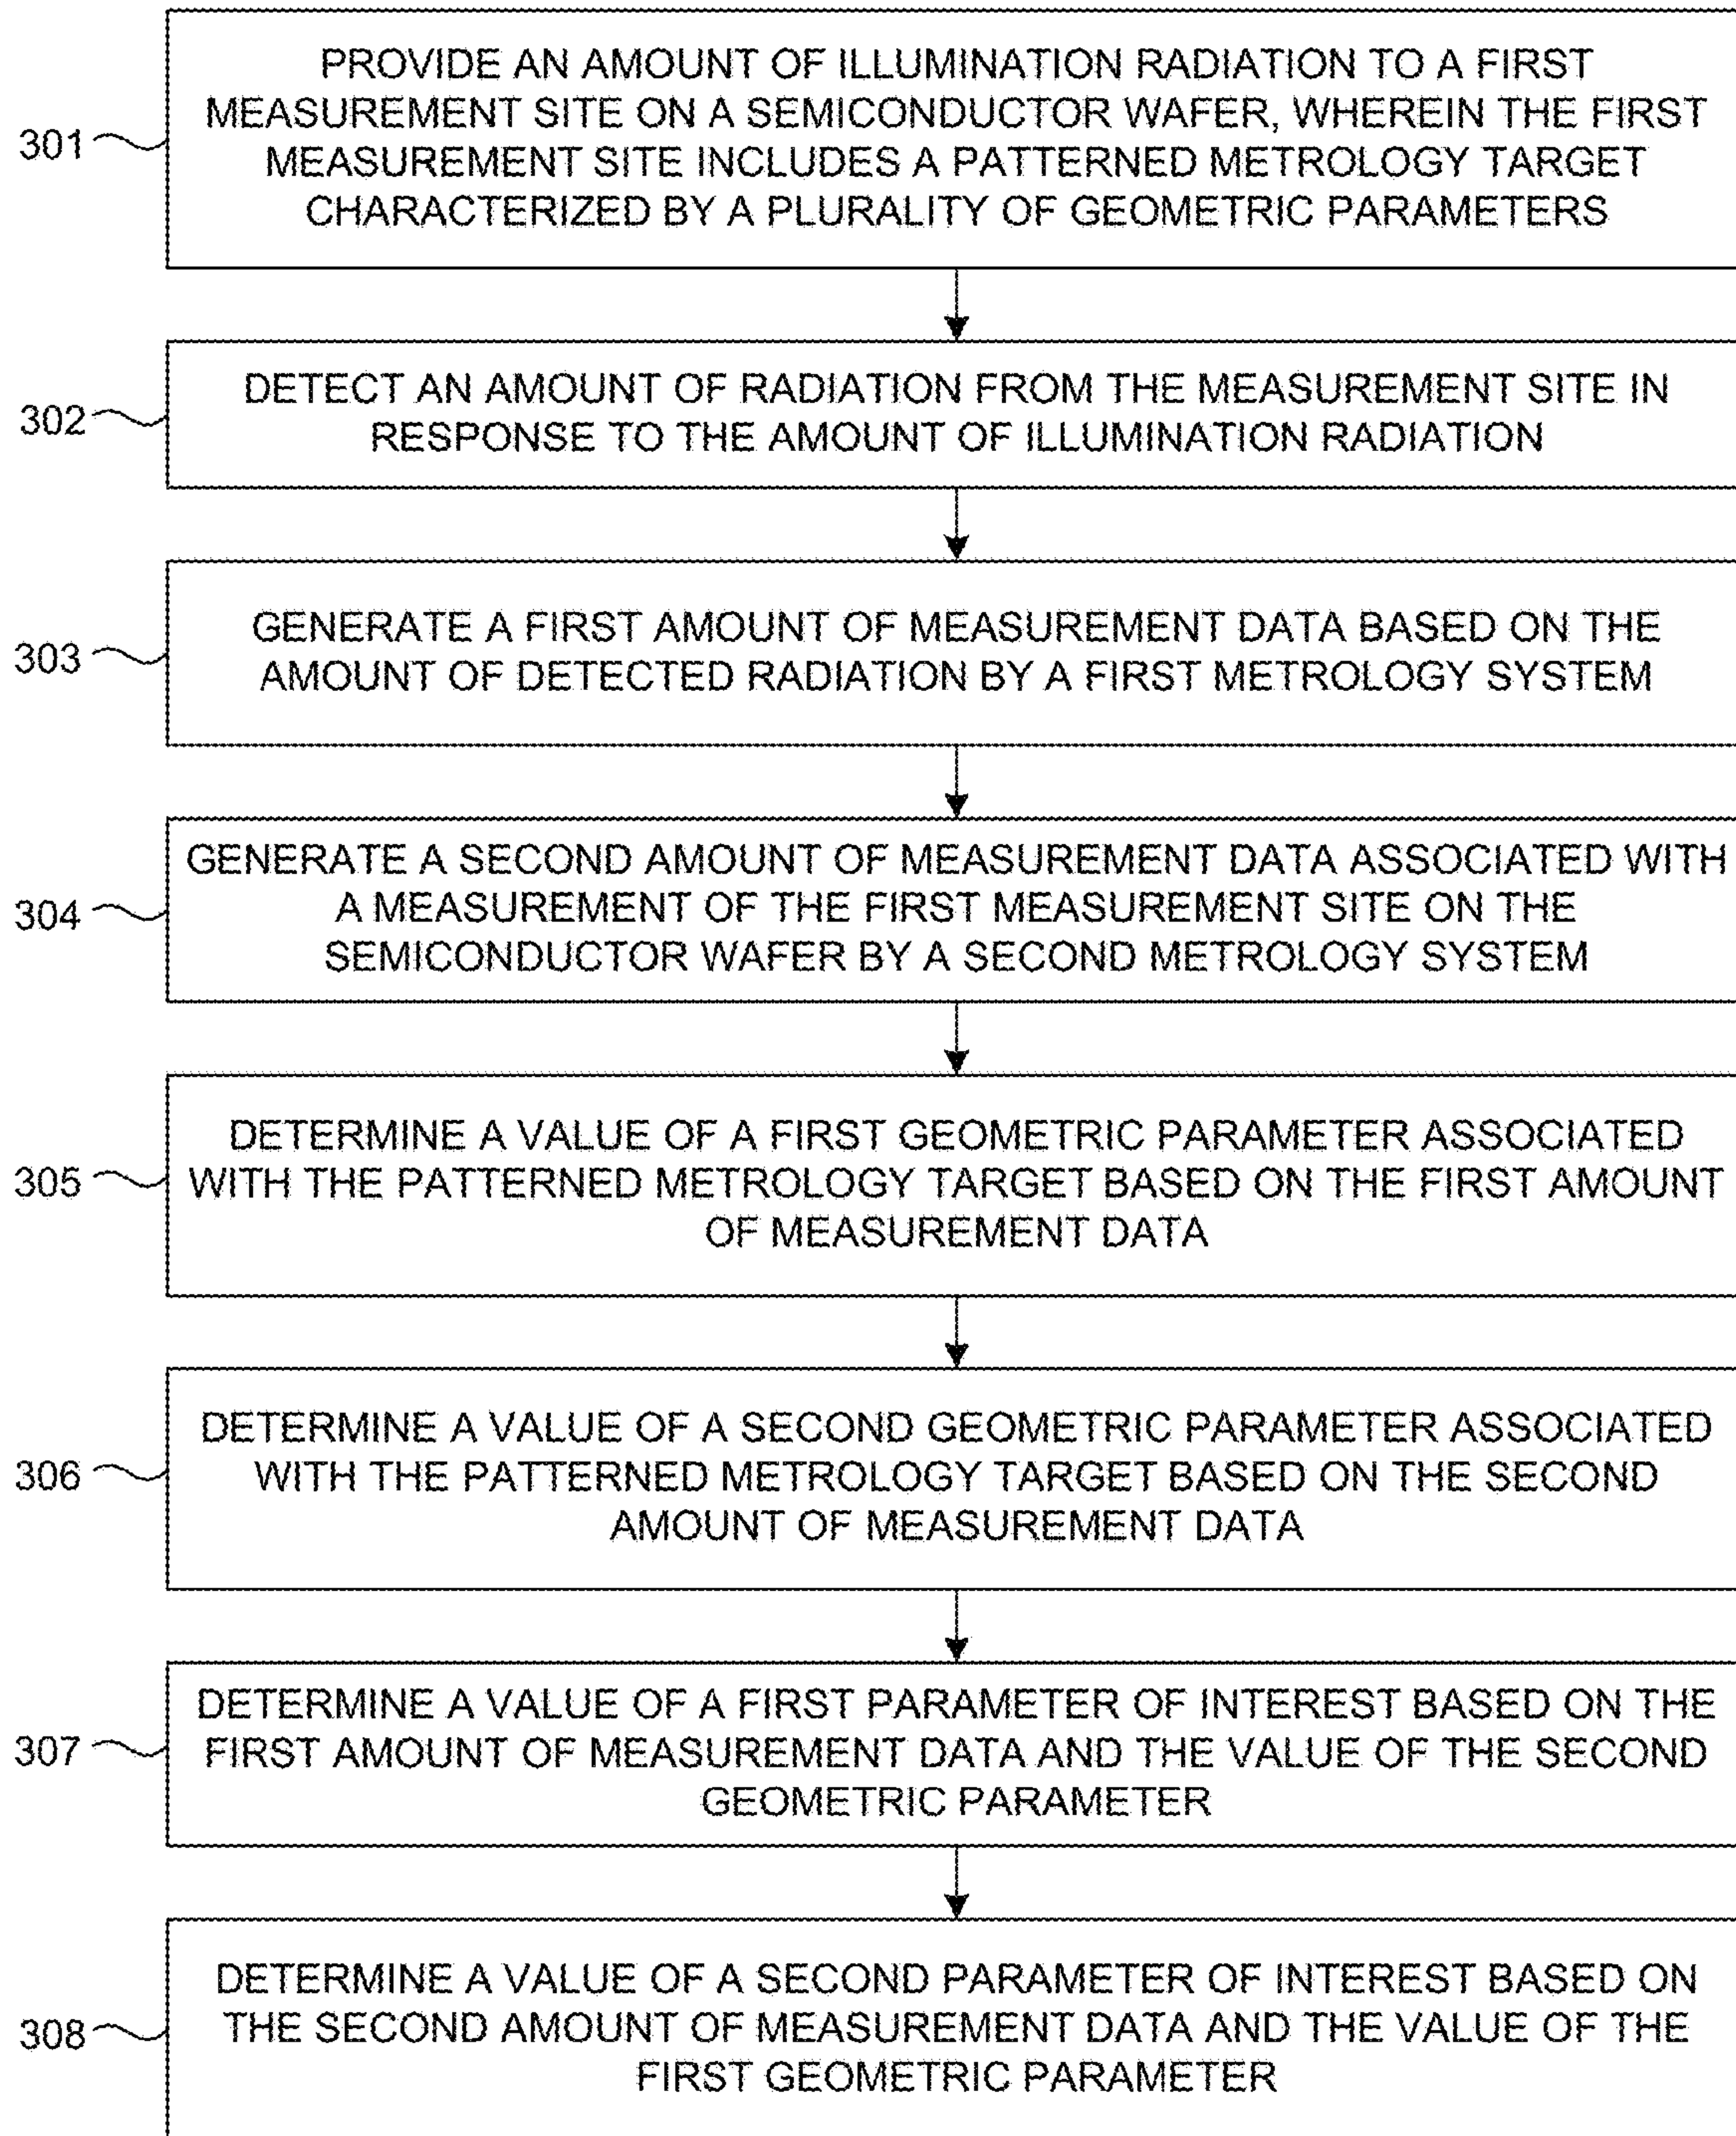 301
PROVIDE AN AMOUNT OF ILLUMINATION RADIATION TO A FIRST
MEASUREMENT SITE ON A SEMICONDUCTOR WAFER, WHEREIN THE FIRST
MEASUREMENT SITE INCLUDES A PATTERNED METROLOGY TARGET
CHARACTERIZED BY A PLURALITY OF GEOMETRIC PARAMETERS
302
DETECT AN AMOUNT OF RADIATION FROM THE MEASUREMENT SITE IN
RESPONSE TO THE AMOUNT OF ILLUMINATION RADIATION
303
GENERATE A FIRST AMOUNT OF MEASUREMENT DATA BASED ON THE
AMOUNT OF DETECTED RADIATION BY A FIRST METROLOGY SYSTEM
304
GENERATE A SECOND AMOUNT OF MEASUREMENT DATA ASSOCIATED WITH
A MEASUREMENT OF THE FIRST MEASUREMENT SITE ON THE
SEMICONDUCTOR WAFER BY A SECOND METROLOGY SYSTEM
305
DETERMINE A VALUE OF A FIRST GEOMETRIC PARAMETER ASSOCIATED
WITH THE PATTERNED METROLOGY TARGET BASED ON THE FIRST AMOUNT
OF MEASUREMENT DATA
306
DETERMINE A VALUE OF A SECOND GEOMETRIC PARAMETER ASSOCIATED
WITH THE PATTERNED METROLOGY TARGET BASED ON THE SECOND
AMOUNT OF MEASUREMENT DATA
307
DETERMINE A VALUE OF A FIRST PARAMETER OF INTEREST BASED ON THE
FIRST AMOUNT OF MEASUREMENT DATA AND THE VALUE OF THE SECOND
GEOMETRIC PARAMETER
308
DETERMINE A VALUE OF A SECOND PARAMETER OF INTEREST BASED ON
THE SECOND AMOUNT OF MEASUREMENT DATA AND THE VALUE OF THE
FIRST GEOMETRIC PARAMETER